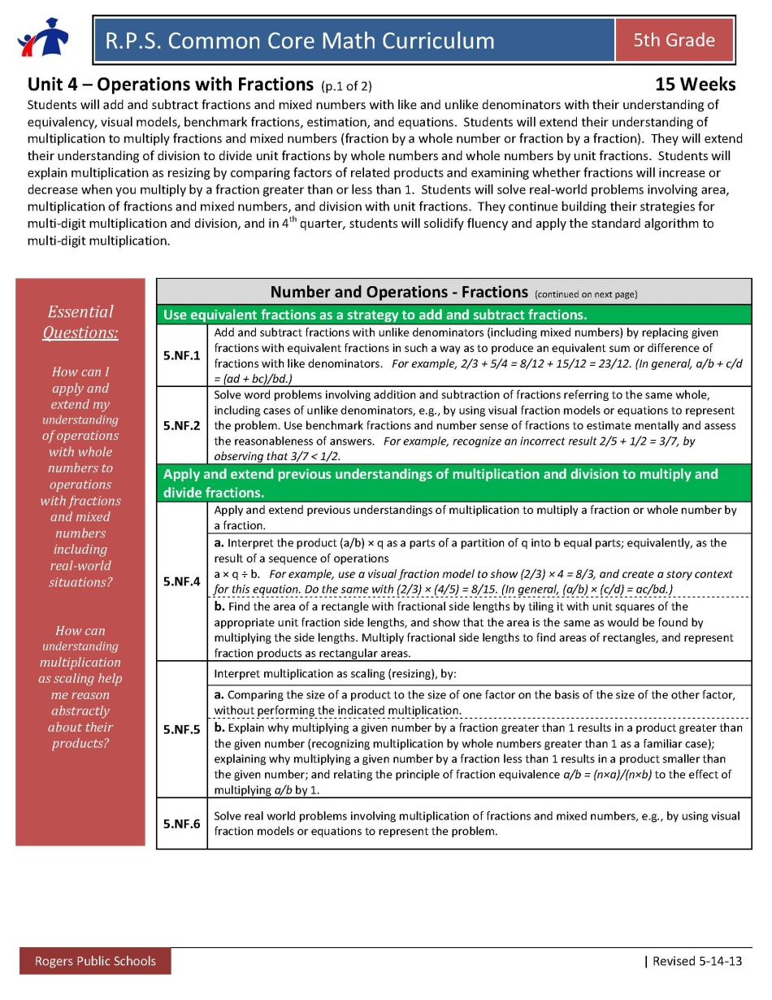 R.P.S. Common Core Math Curriculum
5th Grade
Unit 4 – Operations with Fractions (p.1 of 2)
15 Weeks
Students will add and subtract fractions and mixed numbers with like and unlike denominators with their understanding of
equivalency, visual models, benchmark fractions, estimation, and equations.  Students will extend their understanding of
multiplication to multiply fractions and mixed numbers (fraction by a whole number or fraction by a fraction).  They will extend
their understanding of division to divide unit fractions by whole numbers and whole numbers by unit fractions.  Students will
explain multiplication as resizing by comparing factors of related products and examining whether fractions will increase or
decrease when you multiply by a fraction greater than or less than 1.  Students will solve real-world problems involving area,
multiplication of fractions and mixed numbers, and division with unit fractions.  They continue building their strategies for
multi-digit multiplication and division, and in 4th quarter, students will solidify fluency and apply the standard algorithm to
multi-digit multiplication.
Essential
Questions:
How can I
apply and
extend my
understanding
of operations
with whole
numbers to
operations
with fractions
and mixed
numbers
including
real-world
situations?
How can
understanding
multiplication
as scaling help
me reason
abstractly
about their
products?
Number and Operations - Fractions (continued on next page)
Use equivalent fractions as a strategy to add and subtract fractions.
5.NF.1
Add and subtract fractions with unlike denominators (including mixed numbers) by replacing given
fractions with equivalent fractions in such a way as to produce an equivalent sum or difference of
fractions with like denominators.   For example, 2/3 + 5/4 = 8/12 + 15/12 = 23/12. (In general, a/b + c/d
= (ad + bc)/bd.)
5.NF.2
Solve word problems involving addition and subtraction of fractions referring to the same whole,
including cases of unlike denominators, e.g., by using visual fraction models or equations to represent
the problem. Use benchmark fractions and number sense of fractions to estimate mentally and assess
the reasonableness of answers.   For example, recognize an incorrect result 2/5 + 1/2 = 3/7, by
observing that 3/7 < 1/2.
Apply and extend previous understandings of multiplication and division to multiply and
divide fractions.
5.NF.4
Apply and extend previous understandings of multiplication to multiply a fraction or whole number by
a fraction.
a. Interpret the product (a/b) × q as a parts of a partition of q into b equal parts; equivalently, as the
result of a sequence of operations
a × q ÷ b.   For example, use a visual fraction model to show (2/3) × 4 = 8/3, and create a story context
for this equation. Do the same with (2/3) × (4/5) = 8/15. (In general, (a/b) × (c/d) = ac/bd.)
b. Find the area of a rectangle with fractional side lengths by tiling it with unit squares of the
appropriate unit fraction side lengths, and show that the area is the same as would be found by
multiplying the side lengths. Multiply fractional side lengths to find areas of rectangles, and represent
fraction products as rectangular areas.
5.NF.5
Interpret multiplication as scaling (resizing), by:
a. Comparing the size of a product to the size of one factor on the basis of the size of the other factor,
without performing the indicated multiplication.
b. Explain why multiplying a given number by a fraction greater than 1 results in a product greater than
the given number (recognizing multiplication by whole numbers greater than 1 as a familiar case);
explaining why multiplying a given number by a fraction less than 1 results in a product smaller than
the given number; and relating the principle of fraction equivalence a/b = (n×a)/(n×b) to the effect of
multiplying a/b by 1.
5.NF.6
Solve real world problems involving multiplication of fractions and mixed numbers, e.g., by using visual
fraction models or equations to represent the problem.
Rogers Public Schools
| Revised 5-14-13